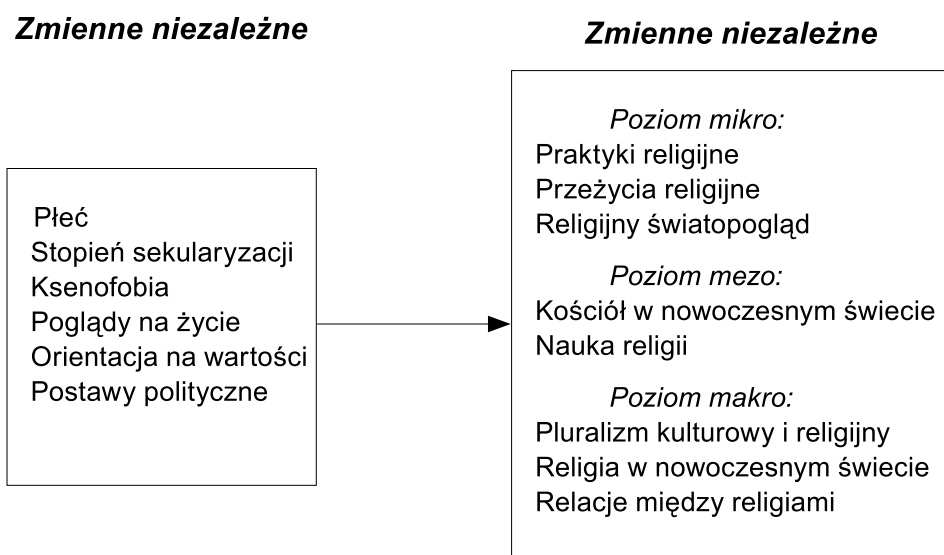 Zmienne niezależne
Płeć
Stopień sekularyzacji
Ksenofobia
Poglądy na życie
Orientacja na wartości
Postawy polityczne
Zmienne niezależne
Poziom mikro:
Praktyki religijne
Przeżycia religijne
Religijny światopogląd
Poziom mezo:
Kościół w nowoczesnym świecie
Nauka religii
Poziom makro:
Pluralizm kulturowy i religijny
Religia w nowoczesnym świecie
Relacje między religiami